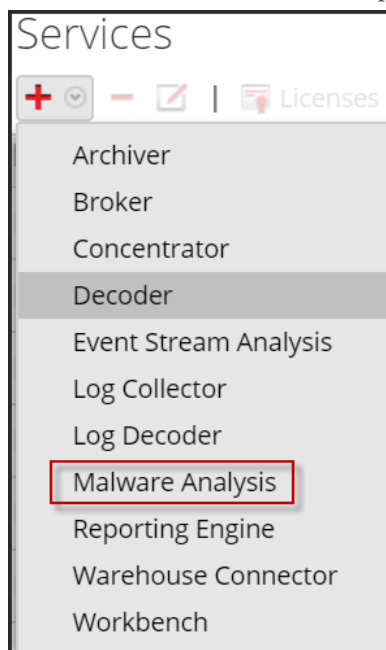 Services
Licenses
Archiver
Broker
Concentrator
Decoder
Event Stream Analysis
Log Collector
Log Decoder
Malware Analysis
Reporting Engine
Warehouse Connector
Workbench